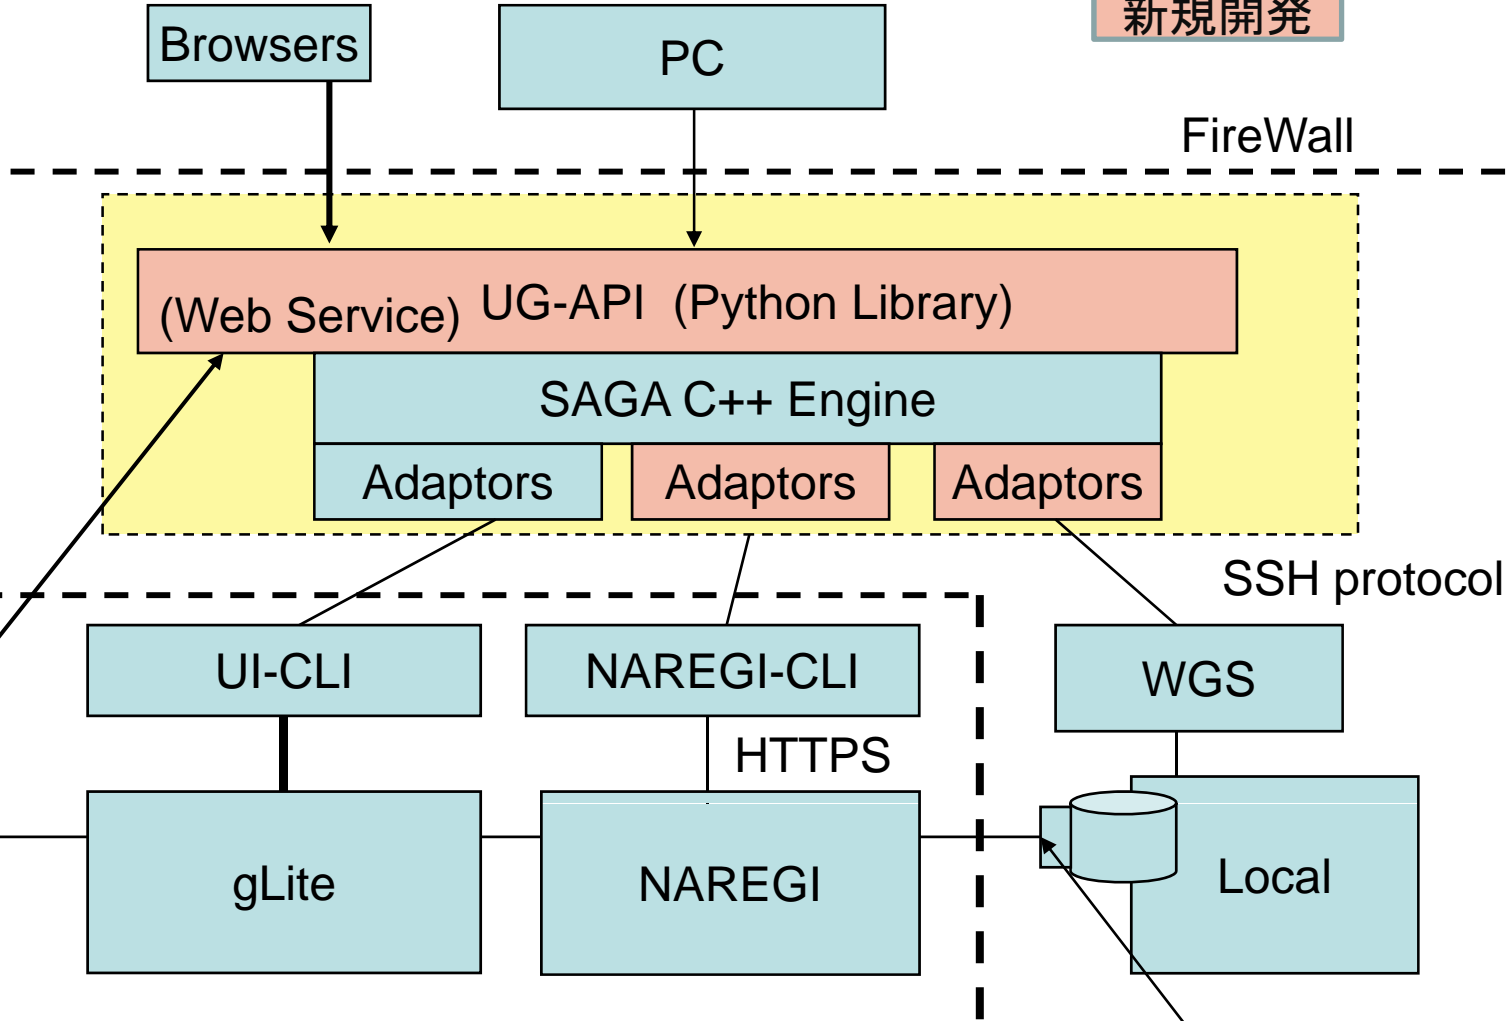 新規開発
Browsers
PC
FireWall
(Web Service) UG-API (Python Library)
SAGA C++ Engine
Adaptors
Adaptors
Adaptors
SSH protocol
UI-CLI
NAREGI-CLI
WGS
HTTPS
gLite
NAREGI
Local